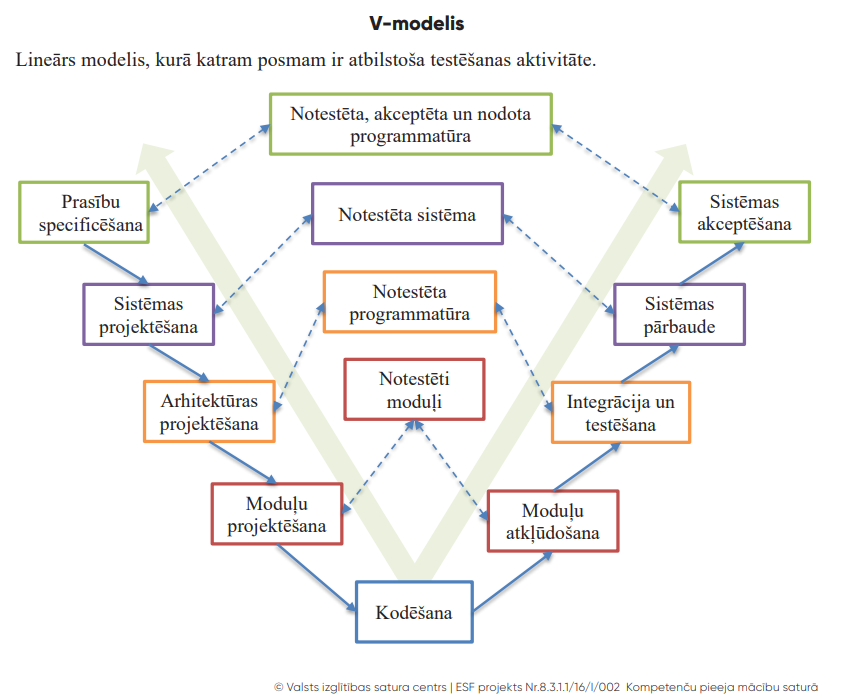 V-modelis
Lineārs modelis, kurā katram posmam ir atbilstoša testēšanas aktivitāte.
Notestēta, akceptēta un nodota
programmatūra
Prasību
specificēšana
Notestēta sistēma
Sistēmas
akceptēšana
Sistēmas
projektēšana
Notestēta
programmatūra
Sistēmas
pārbaude
Arhitektūras
projektēšana
Notestēti
moduļi
Integrācija un
testēšana
Moduļu
projektēšana
Moduļu
atkļūdošana
Kodēšana
© Valsts izglītības satura centrs | ESF projekts Nr.8.3.1.1/16/I/002 Kompetenču pieeja mācību saturā